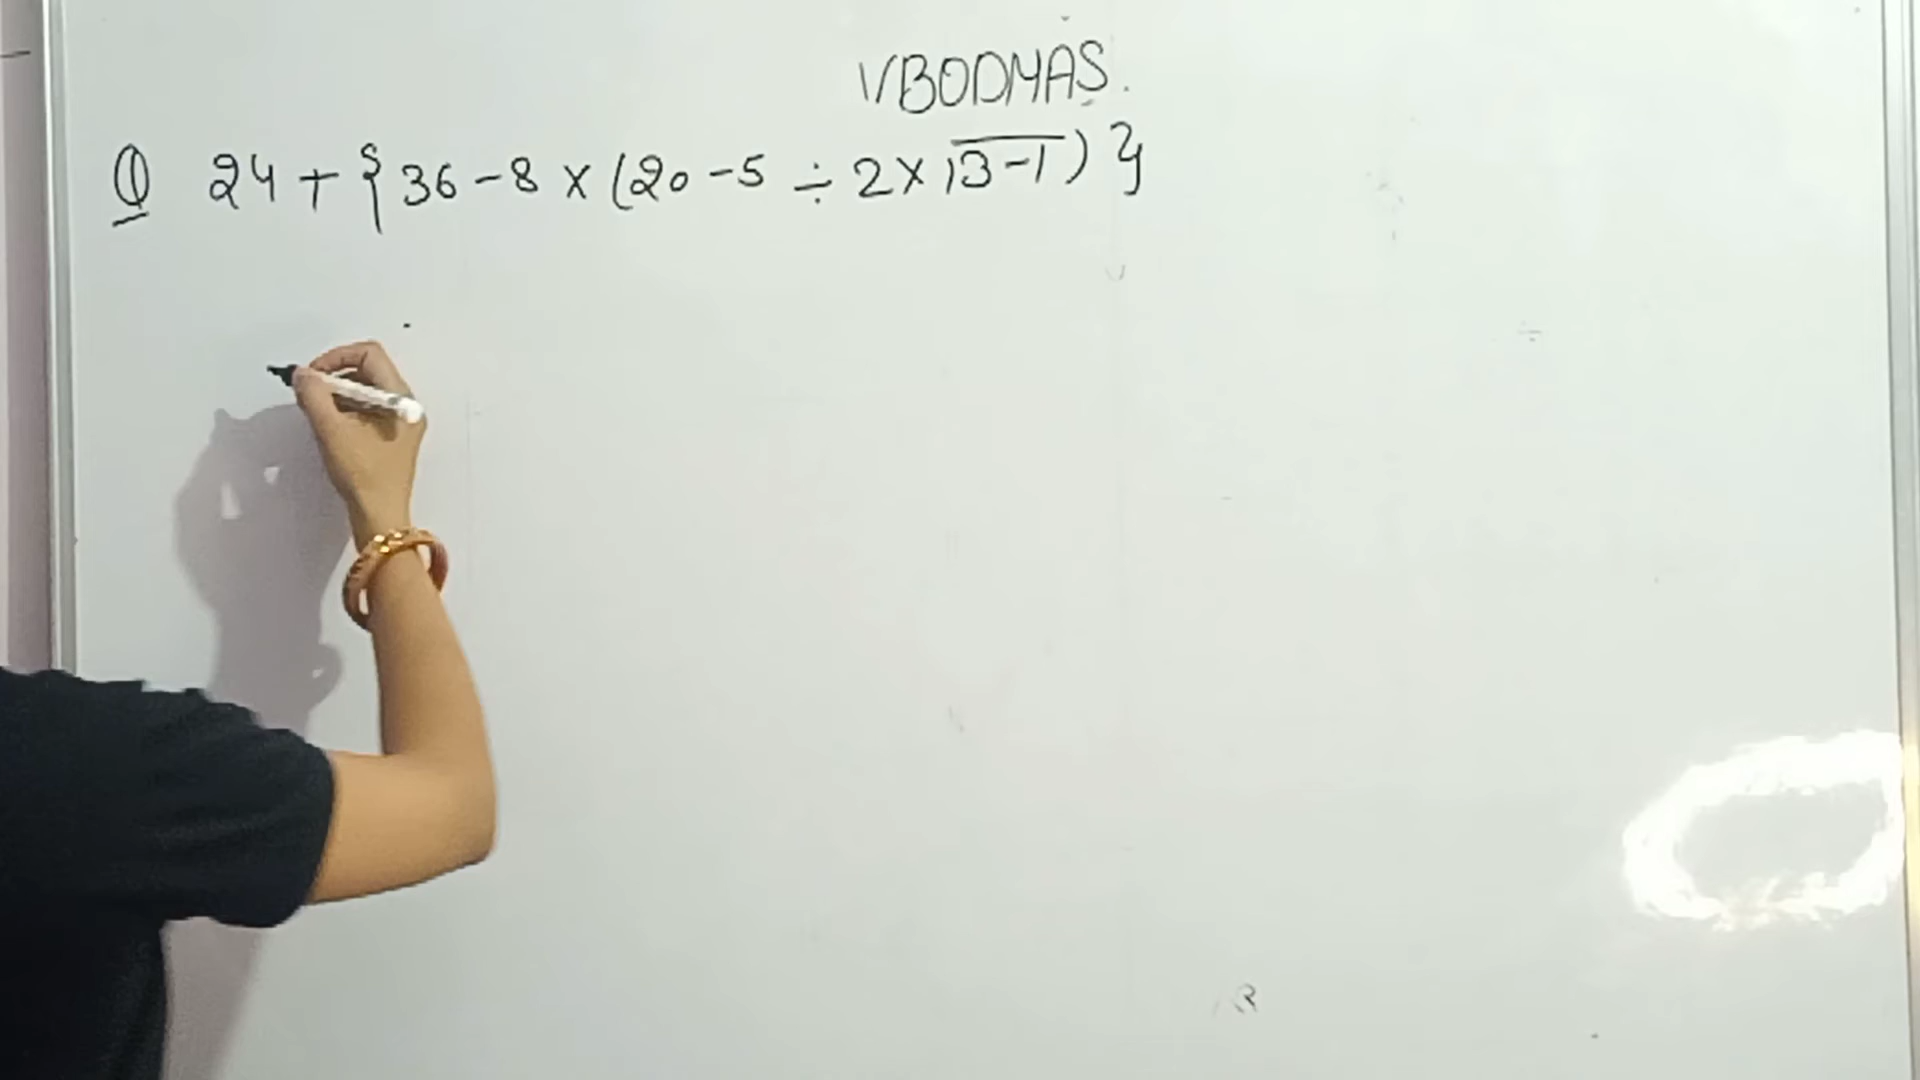 VBODMAS.
Q 24 + { 36 - 8 × (20 - 5 ÷ 2 × 1̅3̅ ̅-̅ ̅1̅ ) }